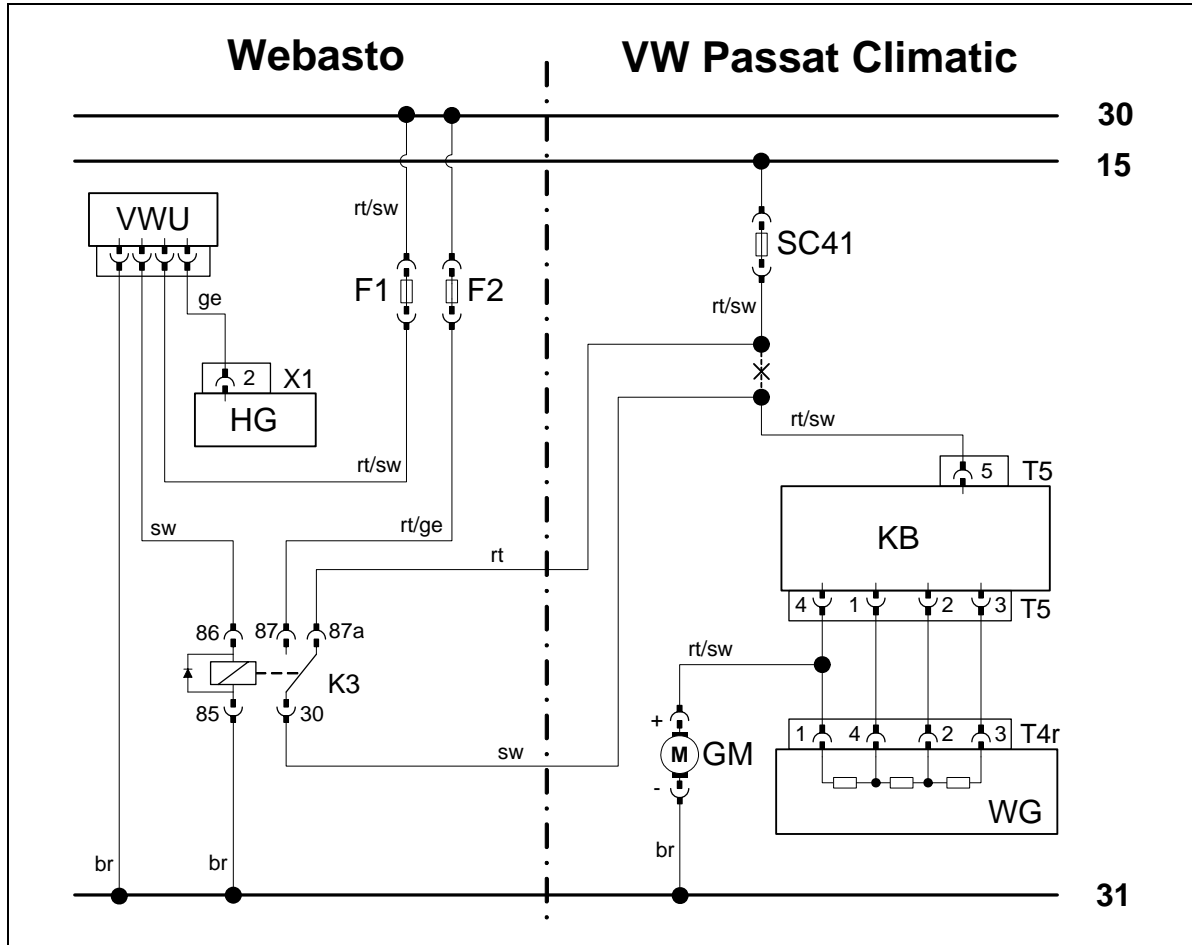 Webasto
VW Passat Climatic
30
15
VWU
rt/sw
SC41
F1
F2
ge
rt/sw
2
X1
HG
rt/sw
rt/sw
5
T5
sw
rt/ge
KB
rt
4
1
2
3
T5
86
87
87a
rt/sw
K3
85
30
+
1
4
2
3
T4r
M
GM
sw
-
WG
br
br
br
31